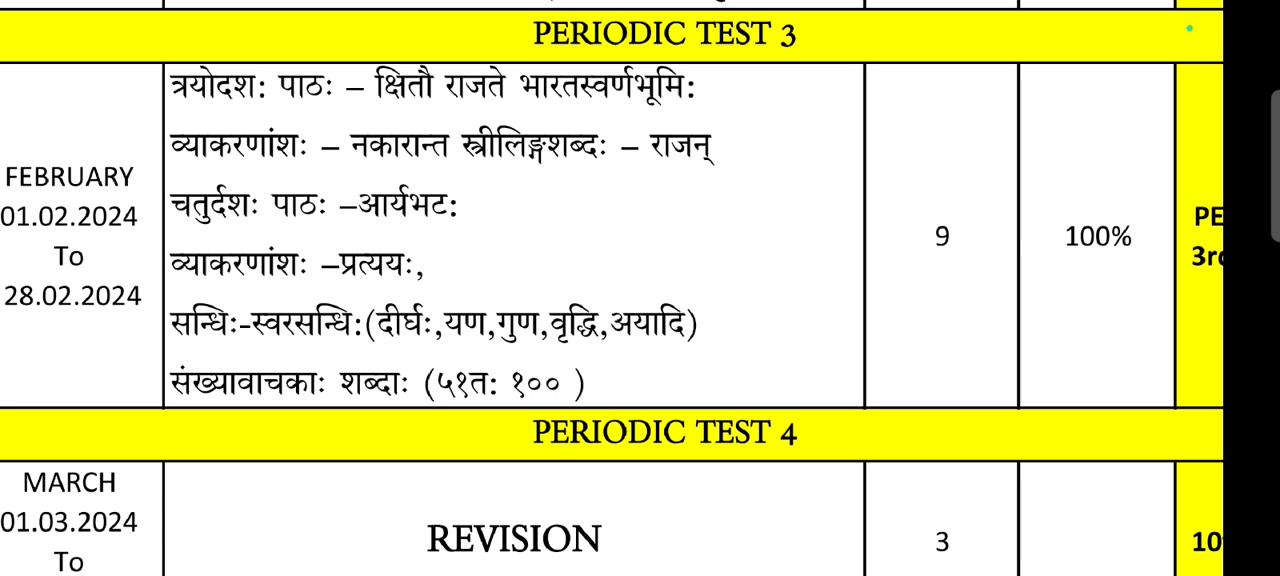 PERIODIC TEST 3
FEBRUARY
01.02.2024
To
28.02.2024
त्रयोदश: पाठः – क्षितौ राजते भारतस्वर्णभूमि:
व्याकरणांशः – नकारान्त स्त्रीलिङ्गशब्दः – राजन्
चतुर्दशः पाठः –आर्यभट:
व्याकरणांशः –प्रत्ययः,
सन्धिः-स्वरसन्धि:(दीर्घः,यण,गुण,वृद्धि,अयादि)
संख्यावाचकाः शब्दाः (५१त: १०० )
9
100%
PE
3r
PERIODIC TEST 4
MARCH
01.03.2024
To
REVISION
3
10